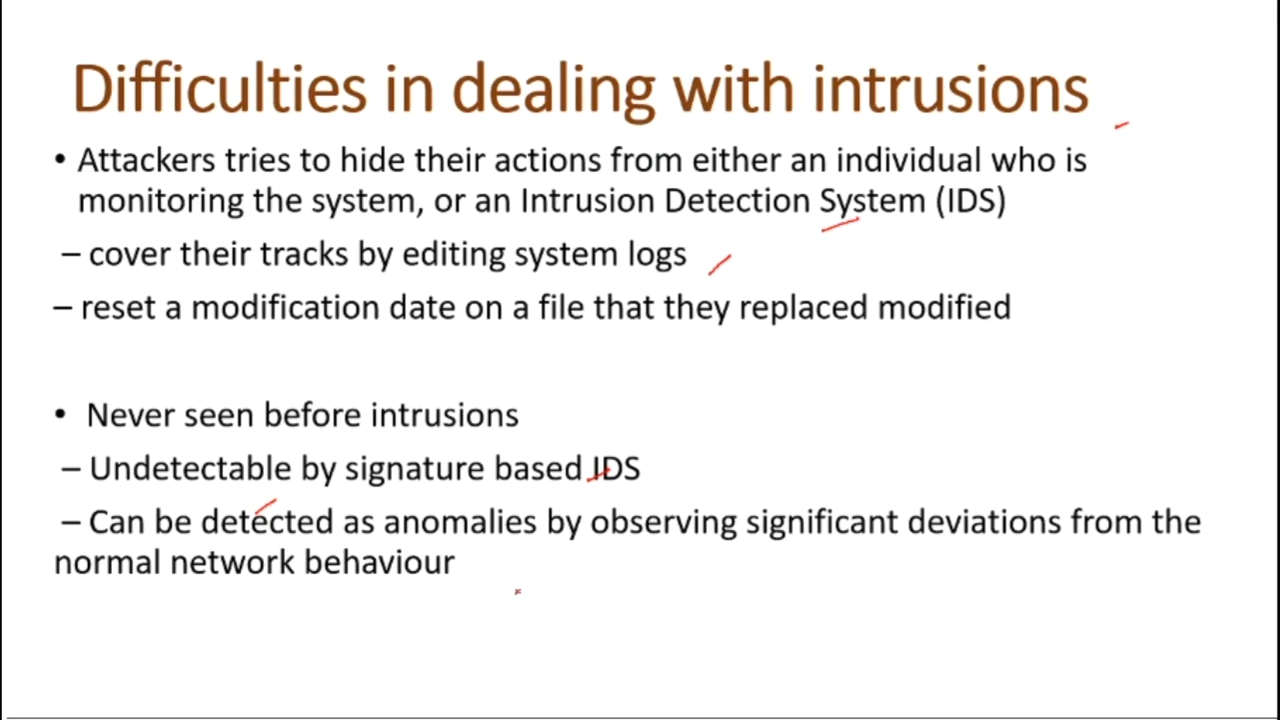 Difficulties in dealing with intrusions
• Attackers tries to hide their actions from either an individual who is
monitoring the system, or an Intrusion Detection System (IDS)
– cover their tracks by editing system logs
– reset a modification date on a file that they replaced modified
• Never seen before intrusions
– Undetectable by signature based IDS
– Can be detected as anomalies by observing significant deviations from the
normal network behaviour